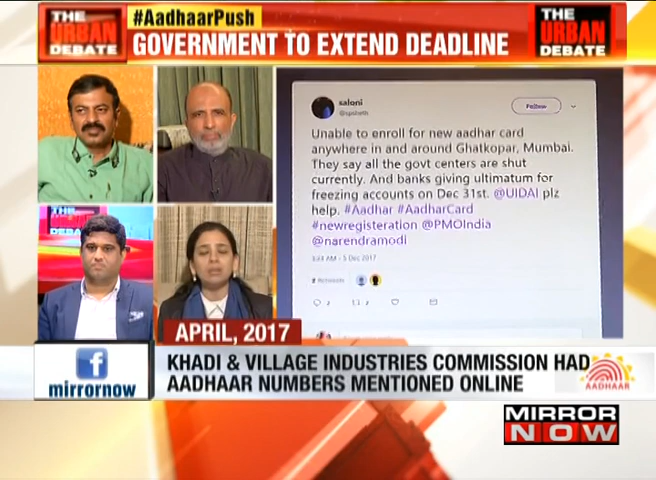 THE
URBAN
DEBATE
#AadhaarPush
GOVERNMENT TO EXTEND DEADLINE
THE
URBAN
DEBATE
saloni
Follow
Unable to enroll for new aadhar card
anywhere in and around Ghatkopar, Mumbai.
They say all the govt centers are shut
currently. And banks giving ultimatum for
freezing accounts on Dec 31st. @UIDAI plz
help. #Aadhar #AadharCard
#newregisteration @PMOIndia
@narendramodi
5 Dec 2017
THE
APRIL, 2017
f
mirrornow
KHADI & VILLAGE INDUSTRIES COMMISSION HAD
AADHAAR NUMBERS MENTIONED ONLINE
AADHAAR
MIRROR
NOW